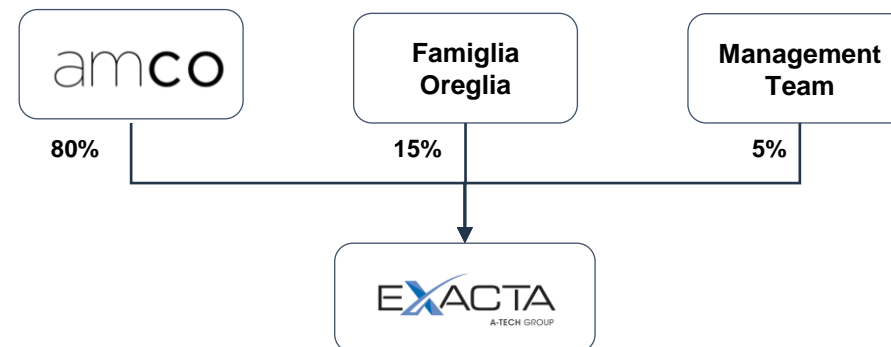 amco
Famiglia
Oreglia
Management
Team
80%
15%
5%
EXACTA
A-TECH GROUP